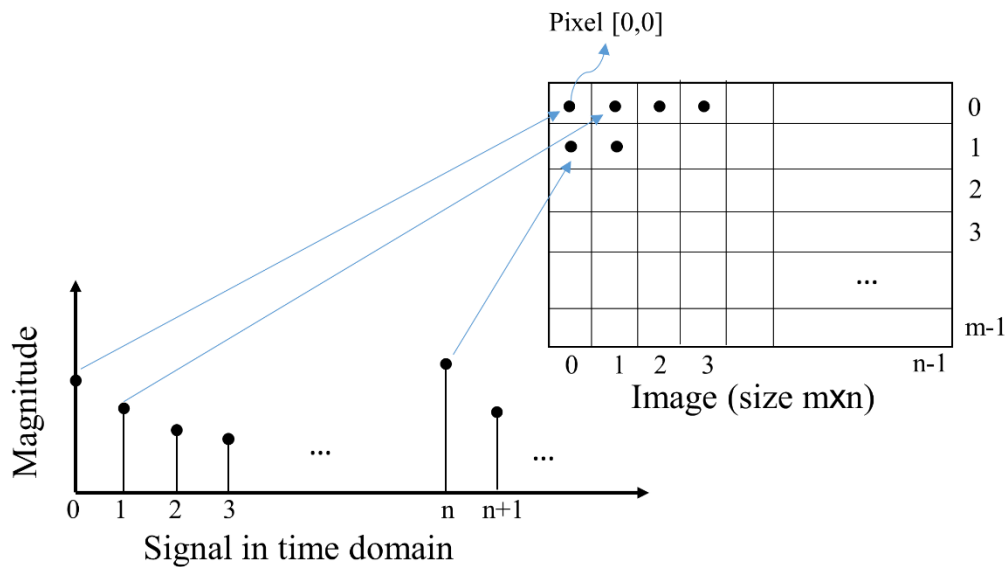 Pixel [0,0]
0
1
2
3
...
m-1
0 1 2 3 n-1
Image (size mxn)
Magnitude
... ...
0 1 2 3 n n+1
Signal in time domain